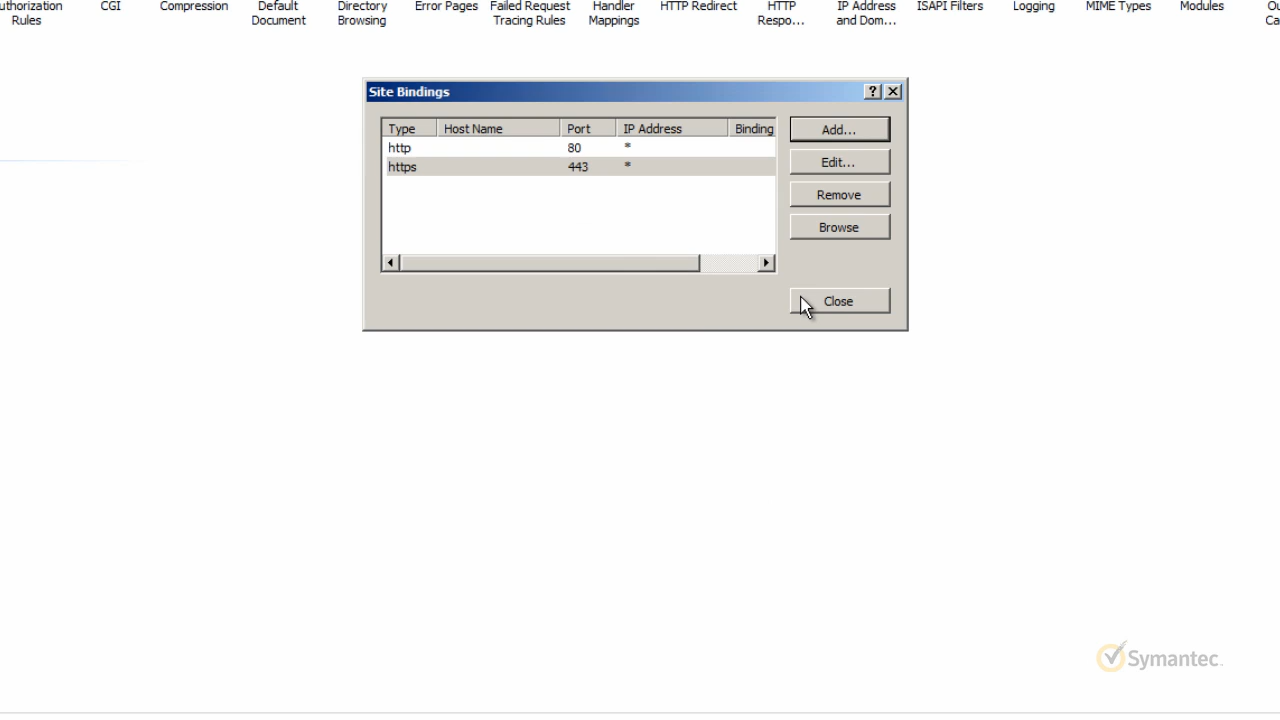 uthorization CGI Compression Default Directory Error Pages Failed Request Handler HTTP Redirect HTTP IP Address ISAPI Filters Logging MIME Types Modules Ou
Rules Document Browsing Tracing Rules Mappings Respo... and Dom... Ca
Site Bindings
Type Host Name Port IP Address Binding
http 80 *
https 443 *
Add...
Edit...
Remove
Browse
Close
Symantec.